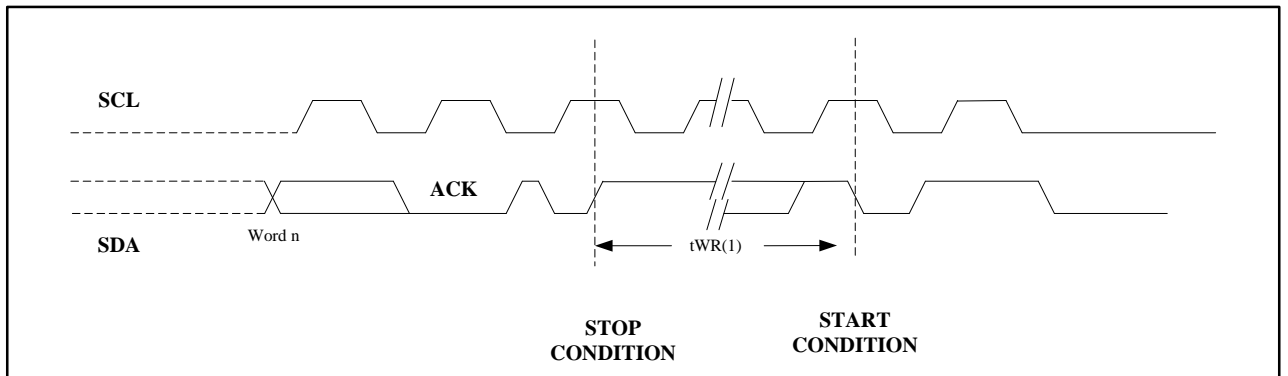 SCL
ACK
SDA
Word n
tWR(1)
STOP
CONDITION
START
CONDITION